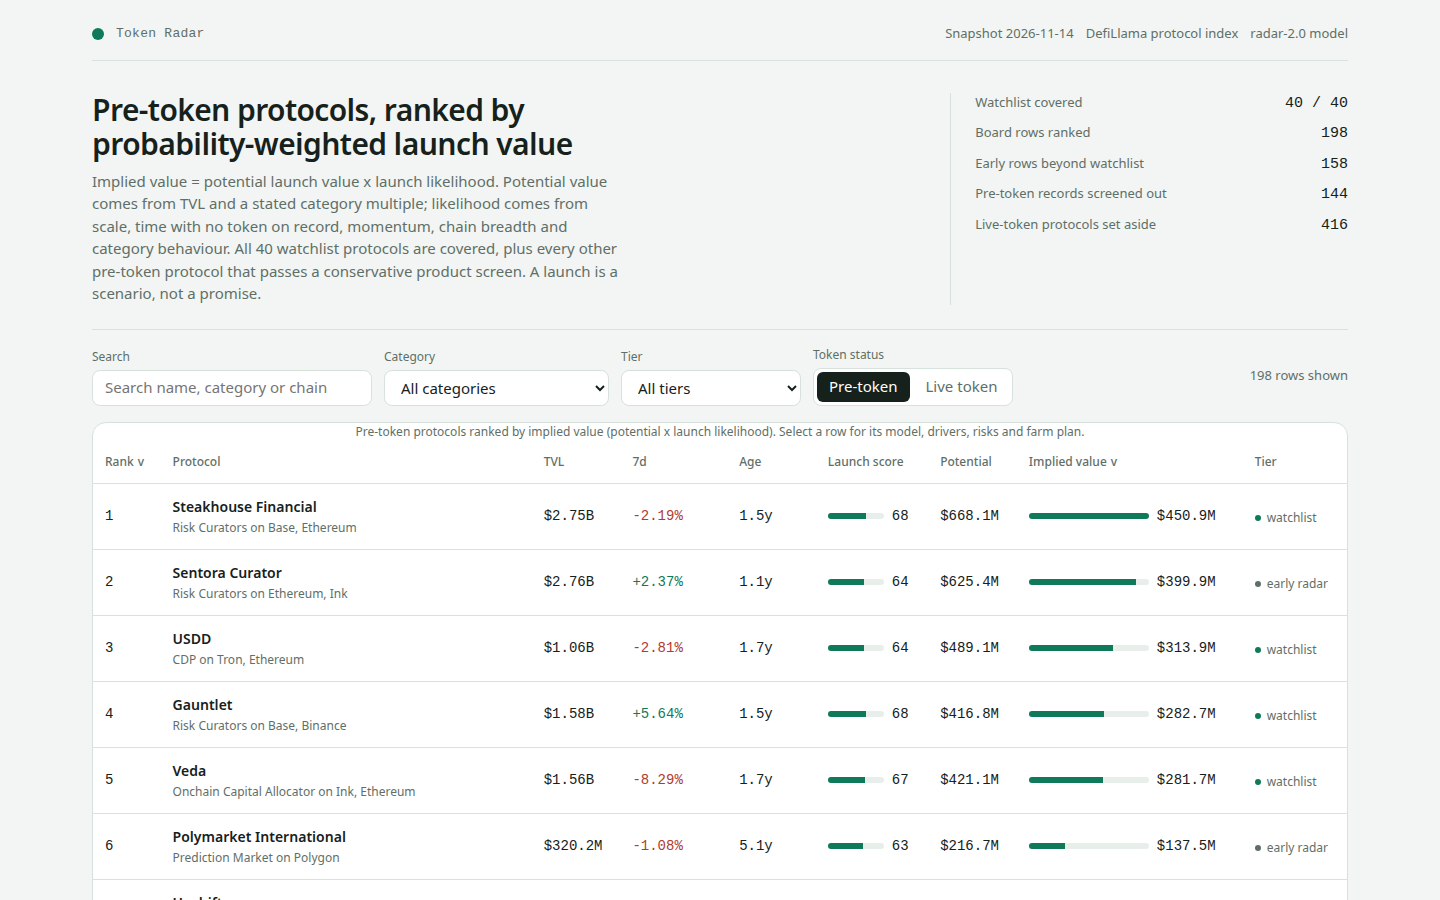 Token Radar
Snapshot 2026-11-14 DefiLlama protocol index radar-2.0 model
Pre-token protocols, ranked by
probability-weighted launch value
Implied value = potential launch value x launch likelihood. Potential value
comes from TVL and a stated category multiple; likelihood comes from
scale, time with no token on record, momentum, chain breadth and
category behaviour. All 40 watchlist protocols are covered, plus every other
pre-token protocol that passes a conservative product screen. A launch is a
scenario, not a promise.
Watchlist covered 40 / 40
Board rows ranked 198
Early rows beyond watchlist 158
Pre-token records screened out 144
Live-token protocols set aside 416
Search Category Tier Token status
Search name, category or chain All categories All tiers Pre-token Live token
198 rows shown
Pre-token protocols ranked by implied value (potential x launch likelihood). Select a row for its model, drivers, risks and farm plan.
Rank v Protocol TVL 7d Age Launch score Potential Implied value v Tier
1 Steakhouse Financial $2.75B -2.19% 1.5y 68 $668.1M $450.9M watchlist
Risk Curators on Base, Ethereum
2 Sentora Curator $2.76B +2.37% 1.1y 64 $625.4M $399.9M early radar
Risk Curators on Ethereum, Ink
3 USDD $1.06B -2.81% 1.7y 64 $489.1M $313.9M watchlist
CDP on Tron, Ethereum
4 Gauntlet $1.58B +5.64% 1.5y 68 $416.8M $282.7M watchlist
Risk Curators on Base, Binance
5 Veda $1.56B -8.29% 1.7y 67 $421.1M $281.7M watchlist
Onchain Capital Allocator on Ink, Ethereum
6 Polymarket International $320.2M -1.08% 5.1y 63 $216.7M $137.5M early radar
Prediction Market on Polygon